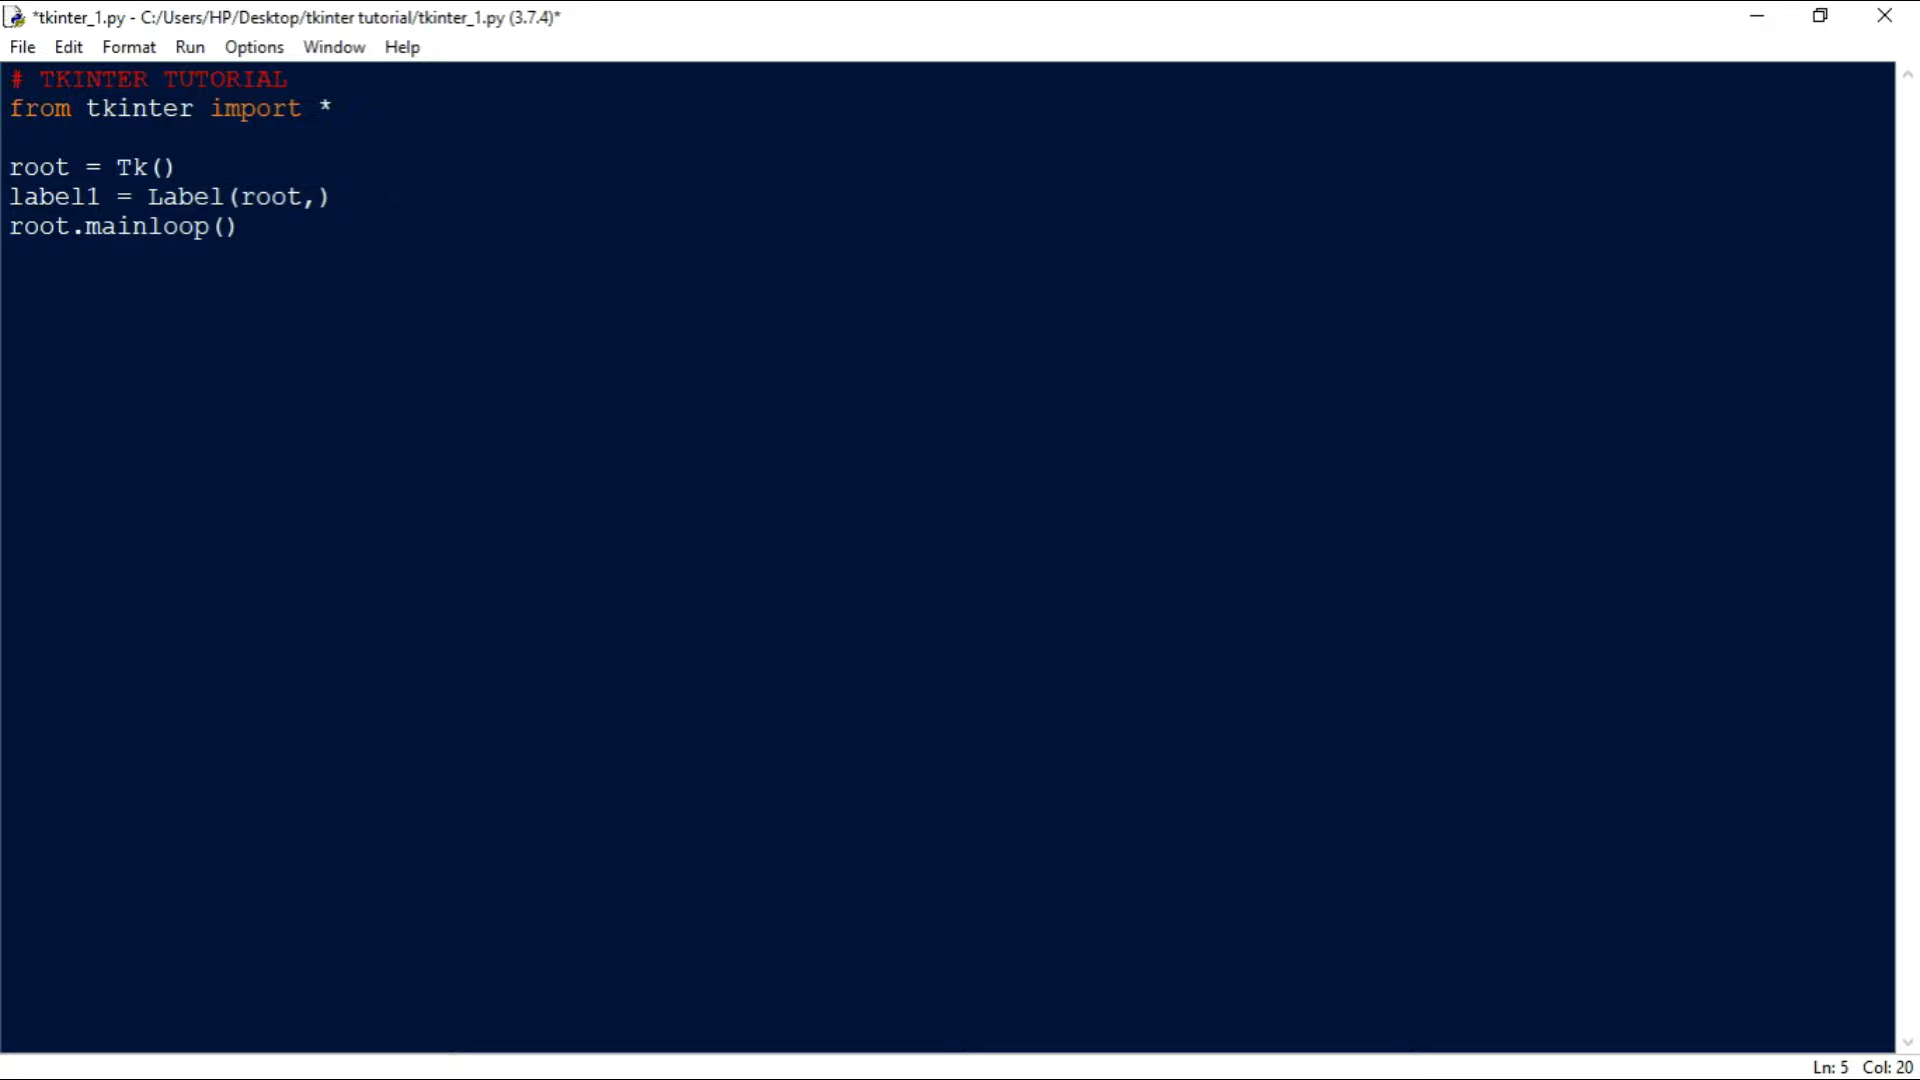 *tkinter_1.py - C:/Users/HP/Desktop/tkinter tutorial/tkinter_1.py (3.7.4)*
File Edit Format Run Options Window Help
# TKINTER TUTORIAL
from tkinter import *
root = Tk()
label1 = Label(root,)
root.mainloop()
Ln: 5 Col: 20